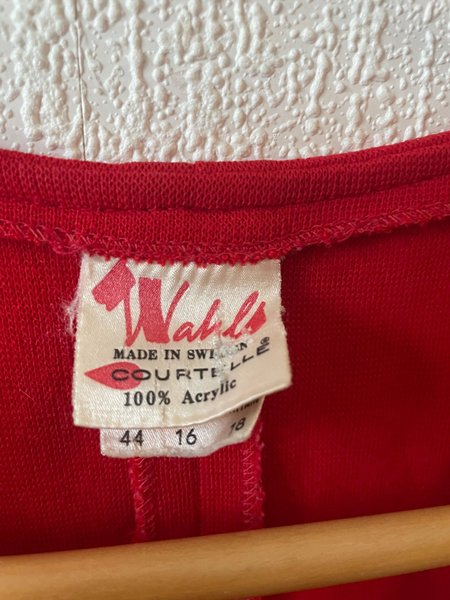 Wahls
MADE IN SWEDEN
COURTELLE®
100% Acrylic
44 16 18